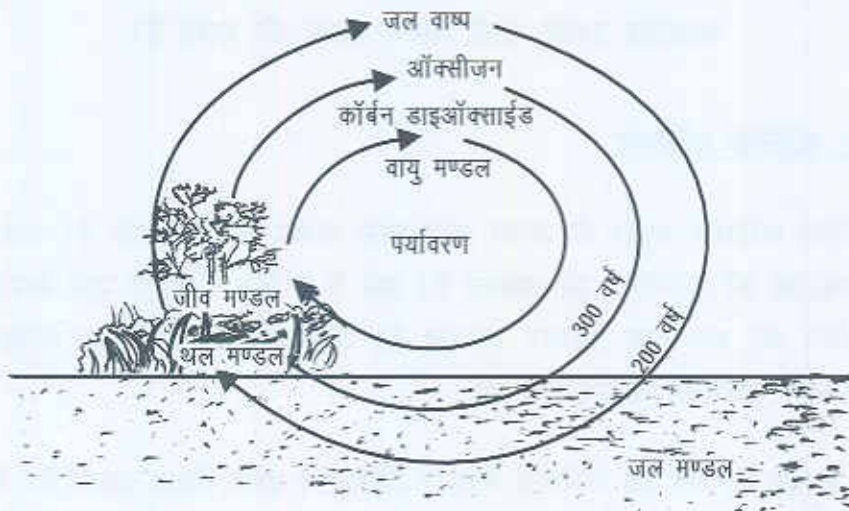 जल वाष्प
ऑक्सीजन
कॉर्बन डाइऑक्साईड
वायु मण्डल
पर्यावरण
जीव मण्डल
थल मण्डल
300 वर्ष
200 वर्ष
जल मण्डल